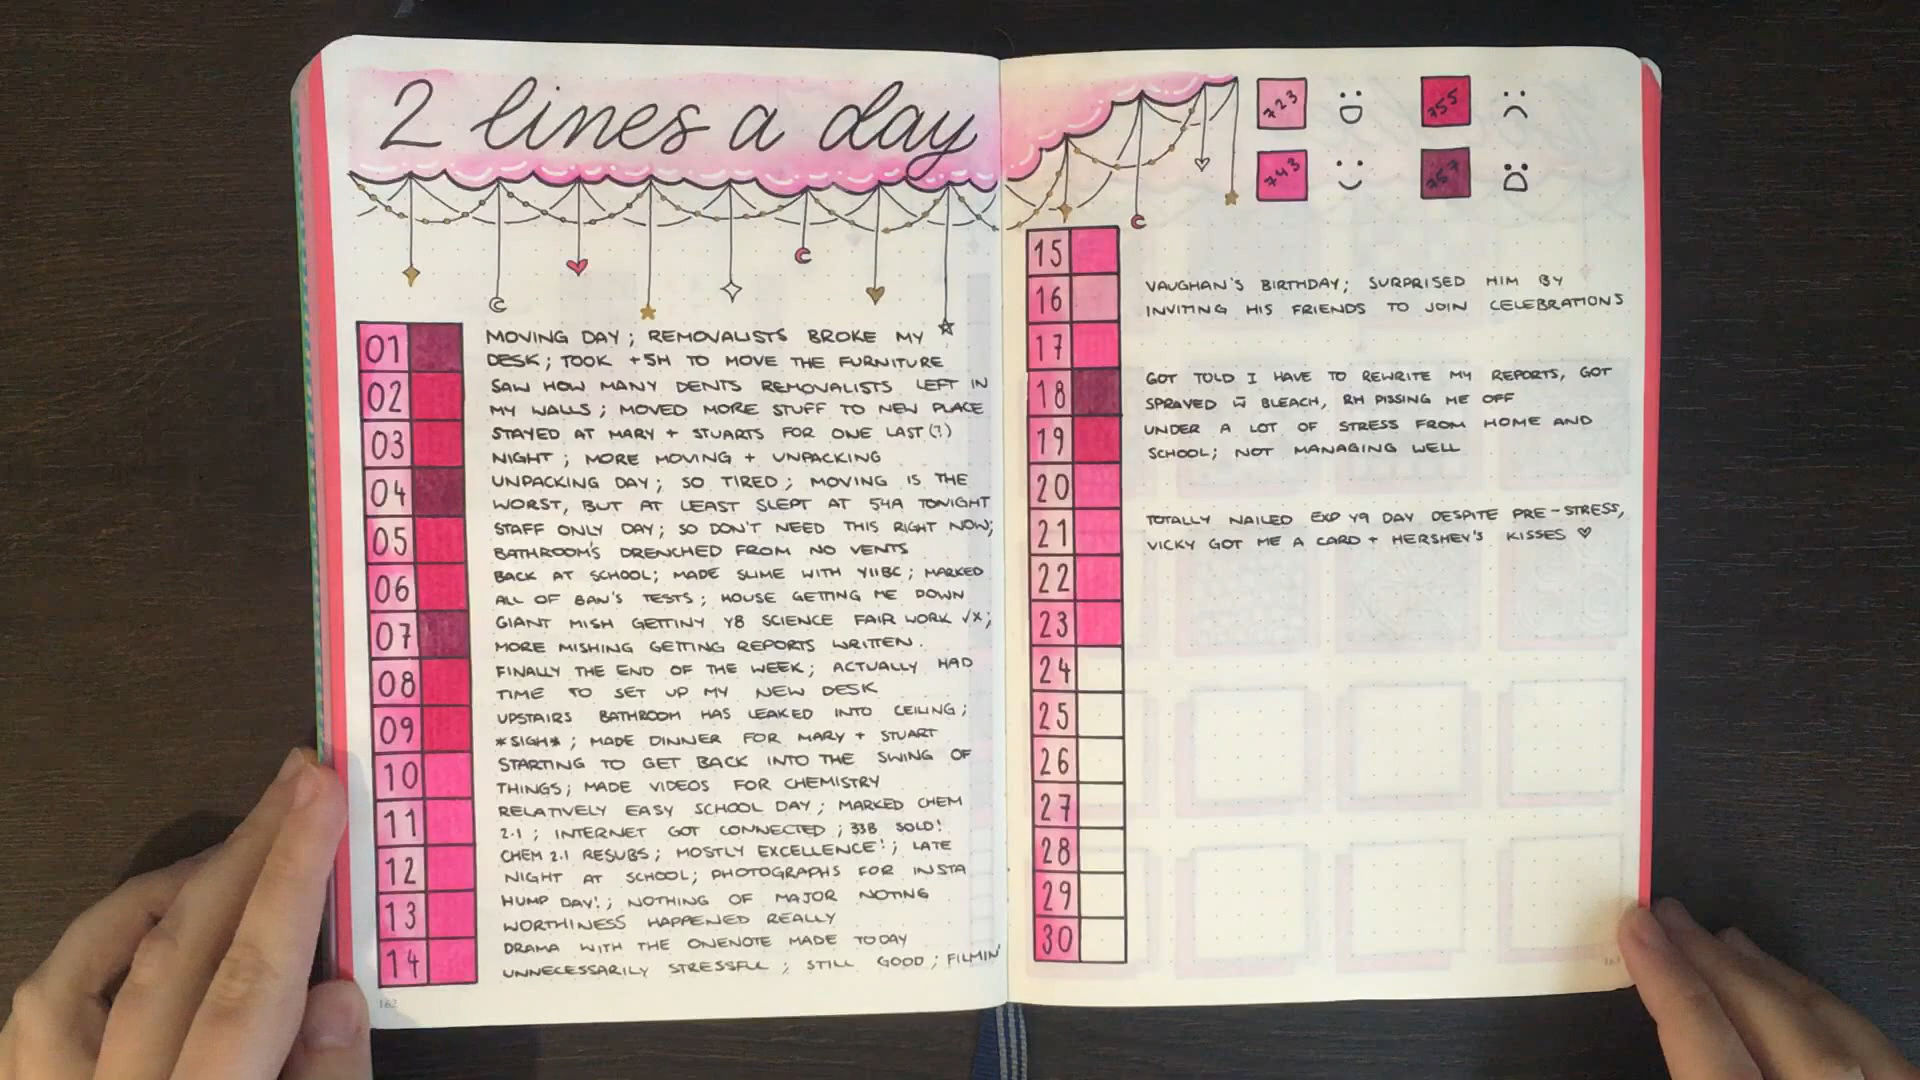 2 lines a day
01
MOVING DAY; REMOVALISTS BROKE MY
DESK; TOOK +5H TO MOVE THE FURNITURE
02
SAW HOW MANY DENTS REMOVALISTS LEFT IN
MY WALLS; MOVED MORE STUFF TO NEW PLACE
03
STAYED AT MARY + STUARTS FOR ONE LAST(?)
NIGHT; MORE MOVING + UNPACKING
04
UNPACKING DAY; SO TIRED; MOVING IS THE
WORST, BUT AT LEAST SLEPT AT 54A TONIGHT
05
STAFF ONLY DAY; SO DON'T NEED THIS RIGHT NOW;
BATHROOM'S DRENCHED FROM NO VENTS
06
BACK AT SCHOOL; MADE SLIME WITH Y11BC; MARKED
ALL OF BAN'S TESTS; HOUSE GETTING ME DOWN
07
GIANT MISH GETTINY Y8 SCIENCE FAIR WORK √X;
MORE MISHING GETTING REPORTS WRITTEN.
08
FINALLY THE END OF THE WEEK; ACTUALLY HAD
TIME TO SET UP MY NEW DESK
09
UPSTAIRS BATHROOM HAS LEAKED INTO CEILING;
*SIGH*; MADE DINNER FOR MARY + STUART
10
STARTING TO GET BACK INTO THE SWING OF
THINGS; MADE VIDEOS FOR CHEMISTRY
11
RELATIVELY EASY SCHOOL DAY; MARKED CHEM
2.1; INTERNET GOT CONNECTED; 33B SOLD!
12
CHEM 2.1 RESUBS; MOSTLY EXCELLENCE!; LATE
NIGHT AT SCHOOL; PHOTOGRAPHS FOR INSTA
13
HUMP DAY!; NOTHING OF MAJOR NOTING
WORTHINESS HAPPENED REALLY
14
DRAMA WITH THE ONENOTE MADE TODAY
UNNECESSARILY STRESSFUL; STILL GOOD; FILMIN'
162
723
755
743
757
15
16
VAUGHAN'S BIRTHDAY; SURPRISED HIM BY
INVITING HIS FRIENDS TO JOIN CELEBRATIONS
17
18
GOT TOLD I HAVE TO REWRITE MY REPORTS, GOT
SPRAYED w̄ BLEACH, RH PISSING ME OFF
19
UNDER A LOT OF STRESS FROM HOME AND
SCHOOL; NOT MANAGING WELL
20
21
TOTALLY NAILED EXP Y9 DAY DESPITE PRE-STRESS,
VICKY GOT ME A CARD + HERSHEY'S KISSES ♡
22
23
24
25
26
27
28
29
30